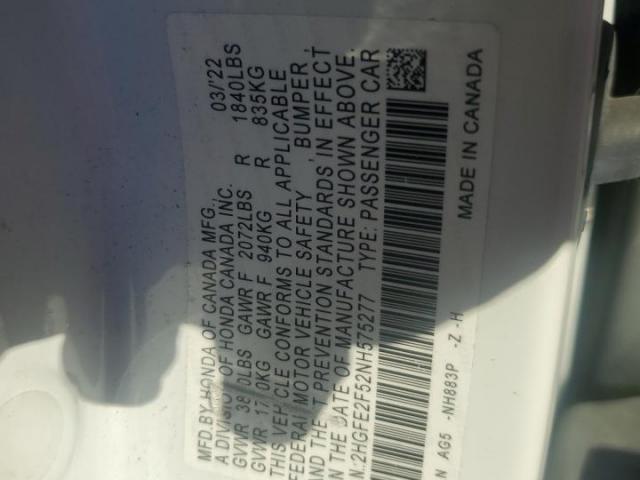 MFD.BY HONDA OF CANADA MFG., 03/'22
A DIVISION OF HONDA CANADA INC.
GVWR 38 0LBS GAWR F 2072LBS R 1840LBS
GVWR 17 0KG GAWR F 940KG R 835KG
THIS VEHICLE CONFORMS TO ALL APPLICABLE
FEDERAL MOTOR VEHICLE SAFETY , BUMPER ,
AND THE T PREVENTION STANDARDS IN EFFECT
ON THE DATE OF MANUFACTURE SHOWN ABOVE.
N:2HGFE2F52NH575277 TYPE: PASSENGER CAR
N AG5 -NH883P -Z -H
MADE IN CANADA